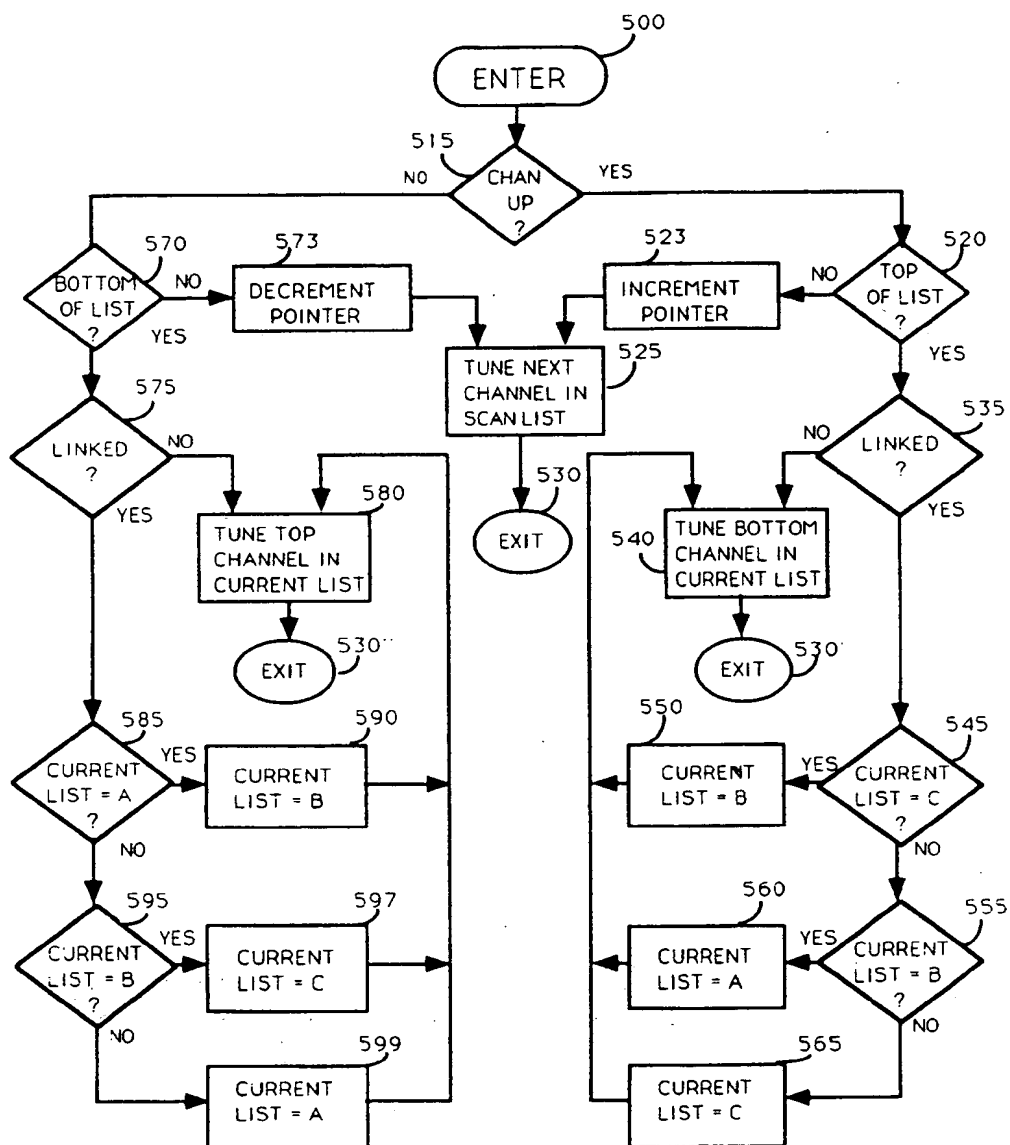 500
ENTER
515
NO
CHAN
UP
?
YES
570
BOTTOM
OF LIST
?
NO
YES
573
DECREMENT
POINTER
523
INCREMENT
POINTER
520
TOP
OF LIST
?
NO
YES
525
TUNE NEXT
CHANNEL IN
SCAN LIST
530
EXIT
575
LINKED
?
NO
YES
580
TUNE TOP
CHANNEL IN
CURRENT LIST
530''
EXIT
535
LINKED
?
NO
YES
540
TUNE BOTTOM
CHANNEL IN
CURRENT LIST
530'
EXIT
585
CURRENT
LIST = A
?
YES
NO
590
CURRENT
LIST = B
550
CURRENT
LIST = B
545
CURRENT
LIST = C
?
YES
NO
595
CURRENT
LIST = B
?
YES
NO
597
CURRENT
LIST = C
560
CURRENT
LIST = A
555
CURRENT
LIST = B
?
YES
NO
599
CURRENT
LIST = A
565
CURRENT
LIST = C